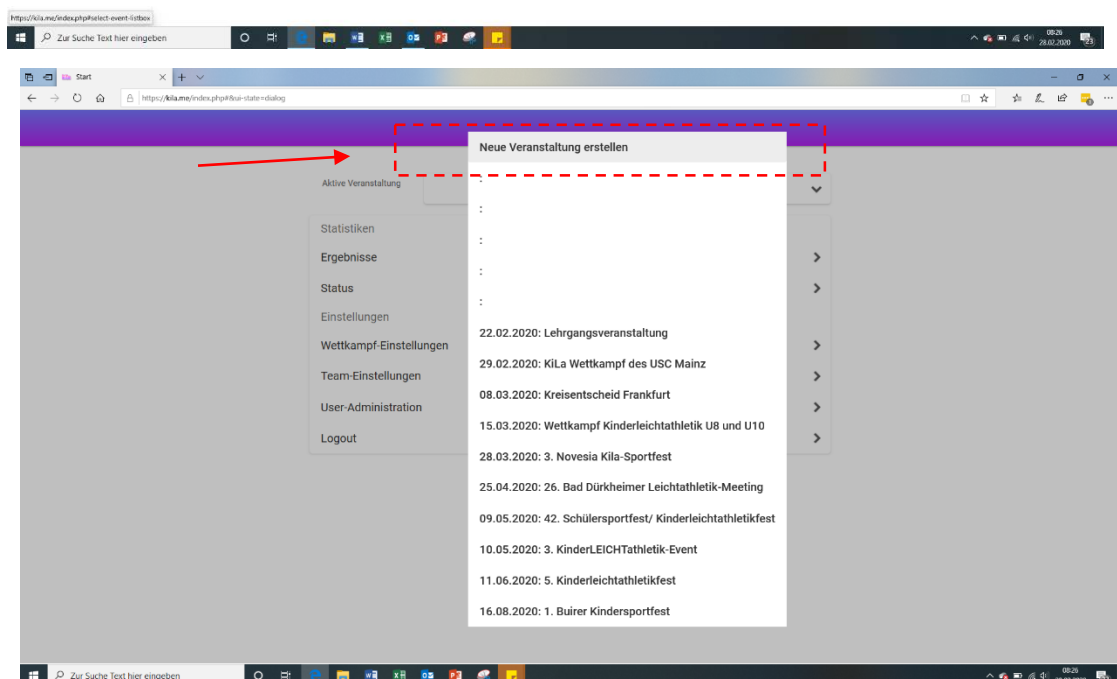 https://kila.me/index.php#select-event-listbox
Zur Suche Text hier eingeben
08:26
28.02.2020
23
Start
https://kila.me/index.php#&ui-state=dialog
Neue Veranstaltung erstellen
Aktive Veranstaltung
:
:
Statistiken
:
Ergebnisse
:
Status
:
Einstellungen
22.02.2020: Lehrgangsveranstaltung
Wettkampf-Einstellungen
29.02.2020: KiLa Wettkampf des USC Mainz
Team-Einstellungen
08.03.2020: Kreisentscheid Frankfurt
User-Administration
15.03.2020: Wettkampf Kinderleichtathletik U8 und U10
Logout
28.03.2020: 3. Novesia Kila-Sportfest
25.04.2020: 26. Bad Dürkheimer Leichtathletik-Meeting
09.05.2020: 42. Schülersportfest/ Kinderleichtathletikfest
10.05.2020: 3. KinderLEICHTathletik-Event
11.06.2020: 5. Kinderleichtathletikfest
16.08.2020: 1. Buirer Kindersportfest
Zur Suche Text hier eingeben
08:26